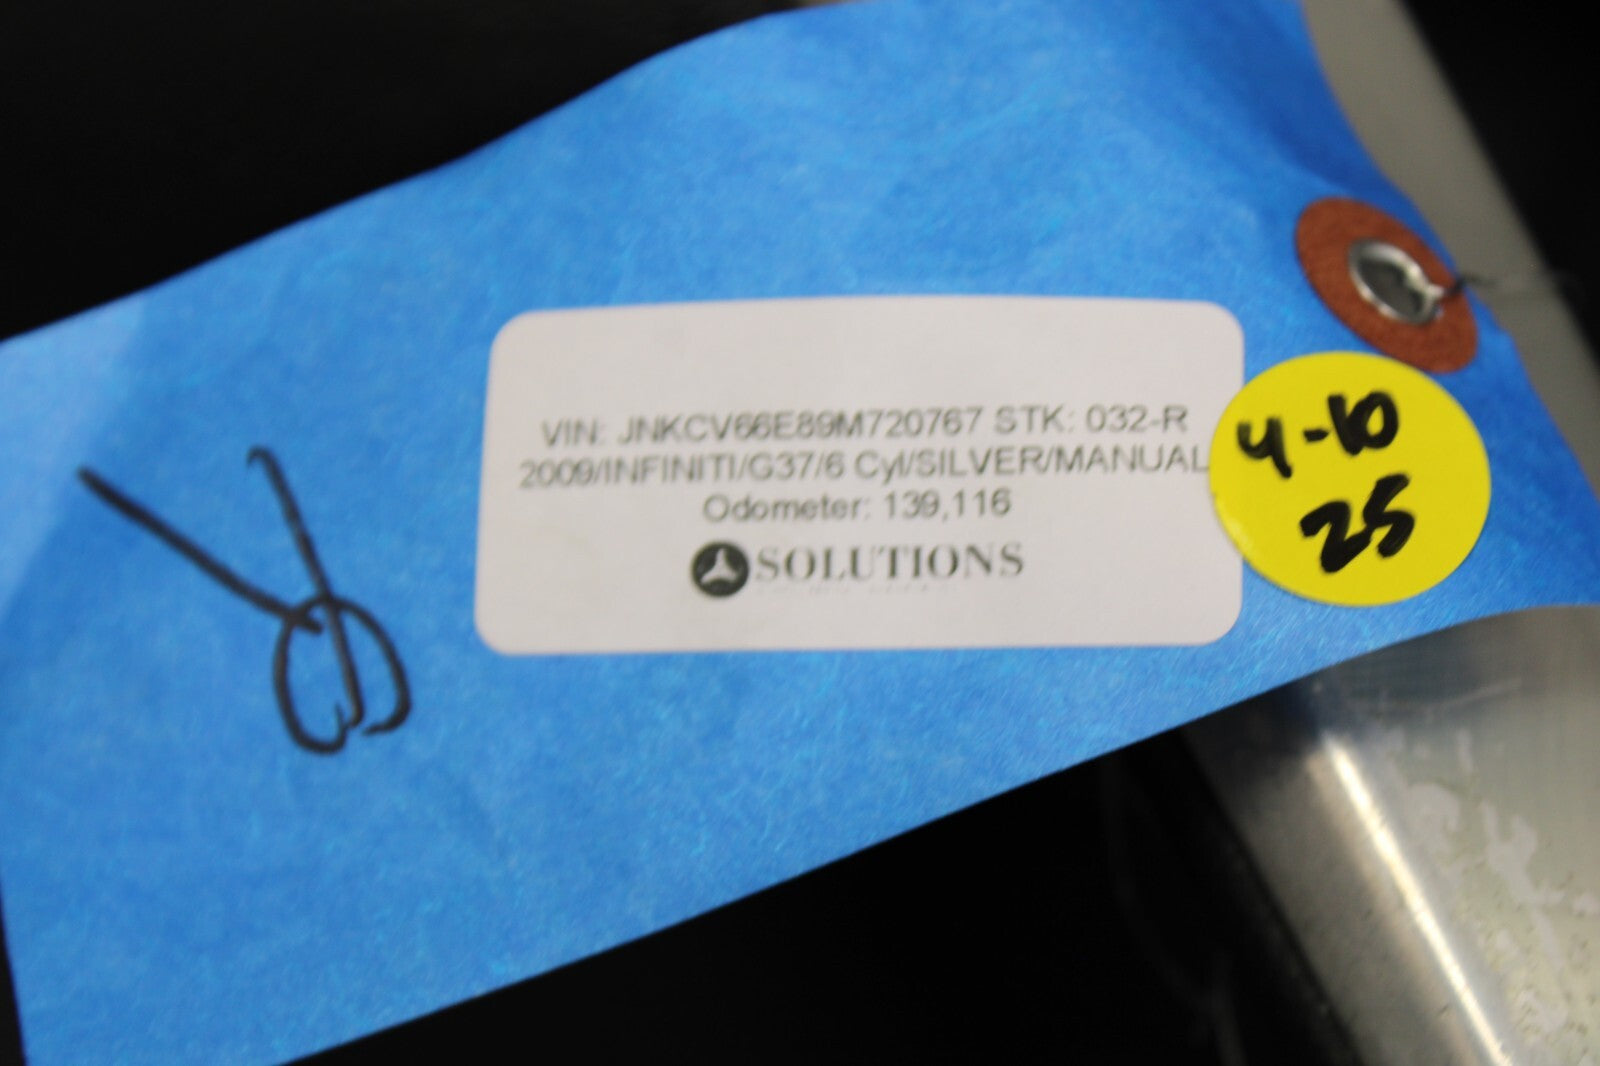 VIN: JNKCV66E89M720767 STK: 032-R
2009/INFINITI/G37/6 Cyl/SILVER/MANUAL
Odometer: 139,116
SOLUTIONS
4-10
25